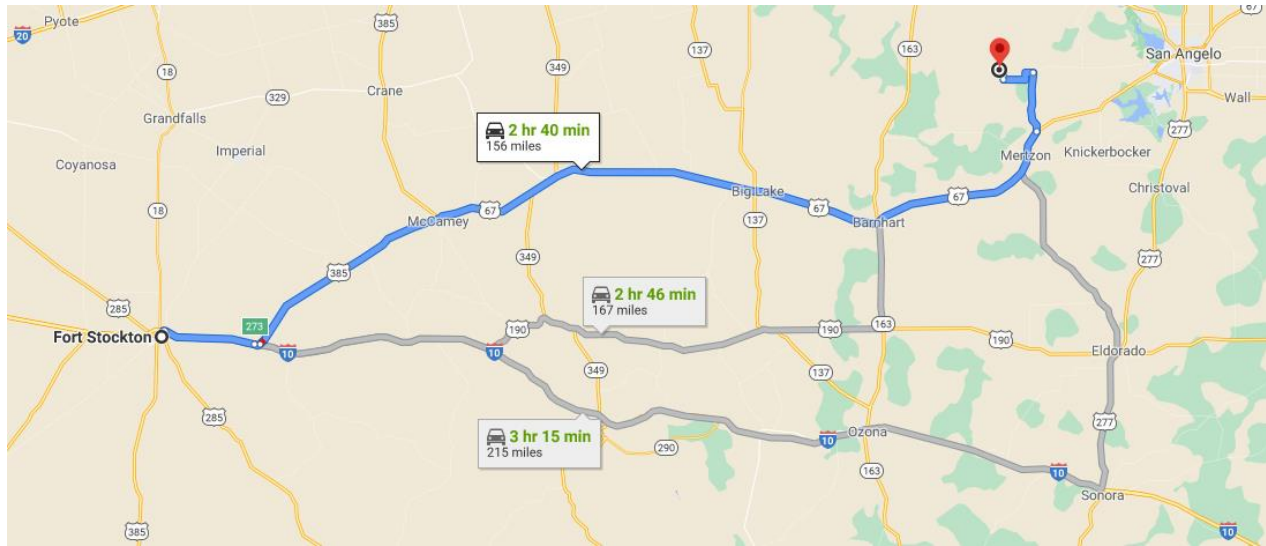 Pyote
385
163
67
20
137
San Angelo
18
349
Crane
Wall
329
Grandfalls
2 hr 40 min
156 miles
277
Imperial
Mertzon
Knickerbocker
Coyanosa
Big Lake
Christoval
67
18
McCamey
67
67
Barnhart
137
349
277
385
2 hr 46 min
167 miles
285
273
Fort Stockton
190
190
163
10
10
190
Eldorado
349
137
285
277
3 hr 15 min
215 miles
Ozona
10
290
163
10
Sonora
385
10